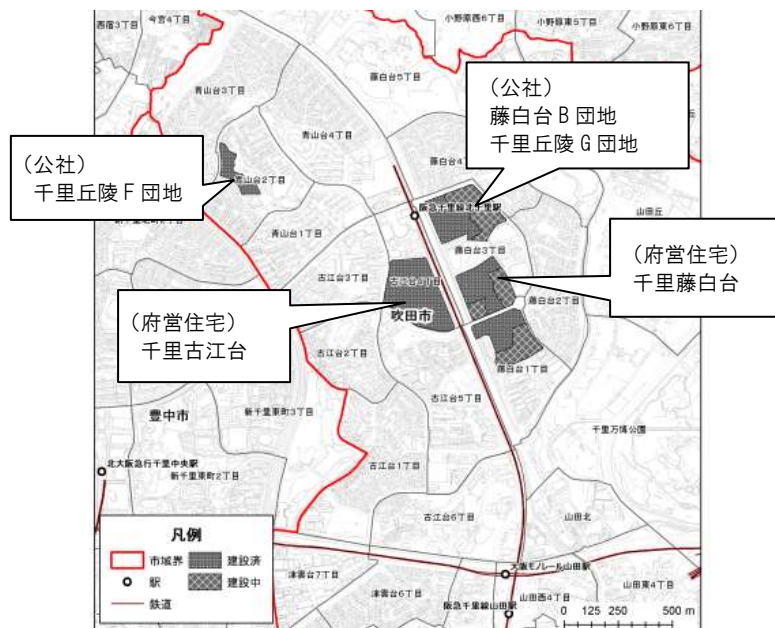 西宿3丁目
今宮4丁目
小野原西6丁目
小野原東5丁目
小野原東6丁目
青山台3丁目
藤白台5丁目
（公社）
藤白台B団地
千里丘陵G団地
青山台4丁目
藤白台4
（公社）
千里丘陵F団地
青山台2丁目
山田丘
阪急千里線北千里駅
青山台1丁目
藤白台3丁目
（府営住宅）
千里藤白台
古江台3丁目
藤白台2丁目
（府営住宅）
千里古江台
吹田市
古江台2丁目
藤白台1丁目
古江台5丁目
豊中市
新千里東町3丁目
千里万博公園
北大阪急行千里中央駅
新千里東町2丁目
古江台1丁目
古江台6丁目
山田北
凡例
市域界
建設済
駅
建設中
鉄道
大阪モノレール山田駅
津雲台7丁目
津雲台6丁目
山田西4丁目
山田東4丁目
阪急千里線山田駅
0 125 250 500 m